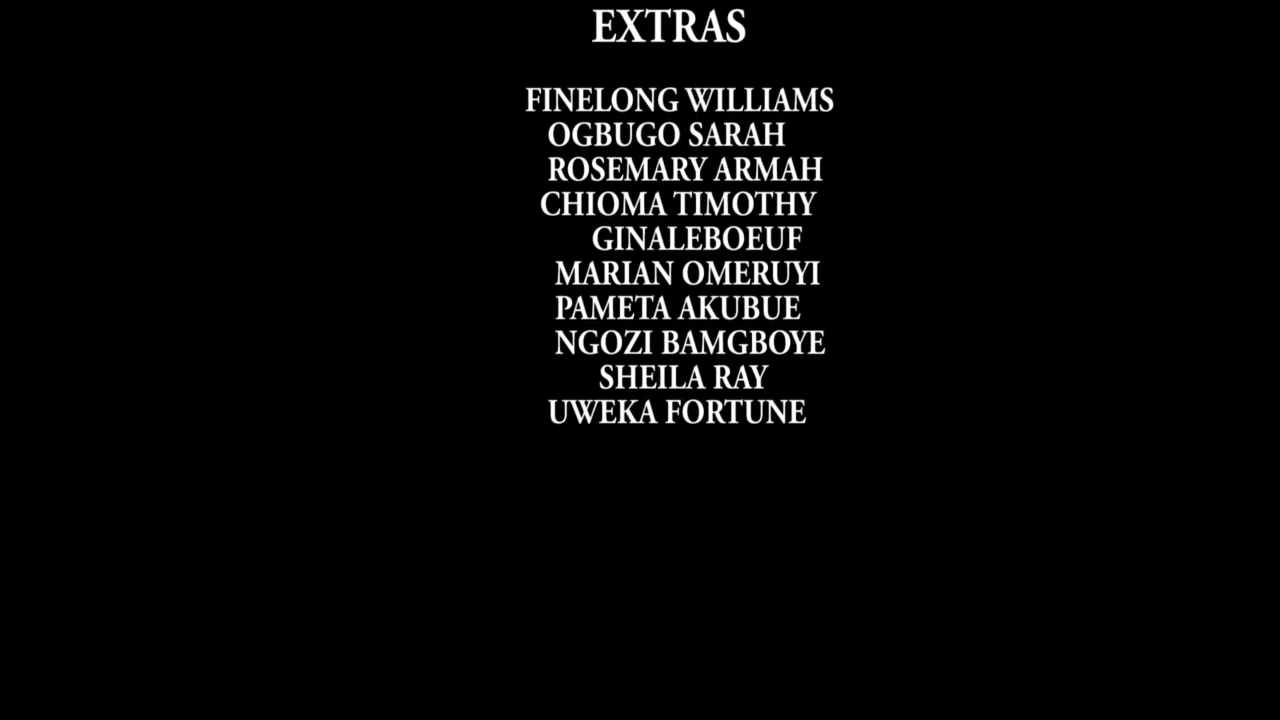 EXTRAS
FINELONG WILLIAMS
OGBUGO SARAH
ROSEMARY ARMAH
CHIOMA TIMOTHY
GINALEBOEUF
MARIAN OMERUYI
PAMETA AKUBUE
NGOZI BAMGBOYE
SHEILA RAY
UWEKA FORTUNE